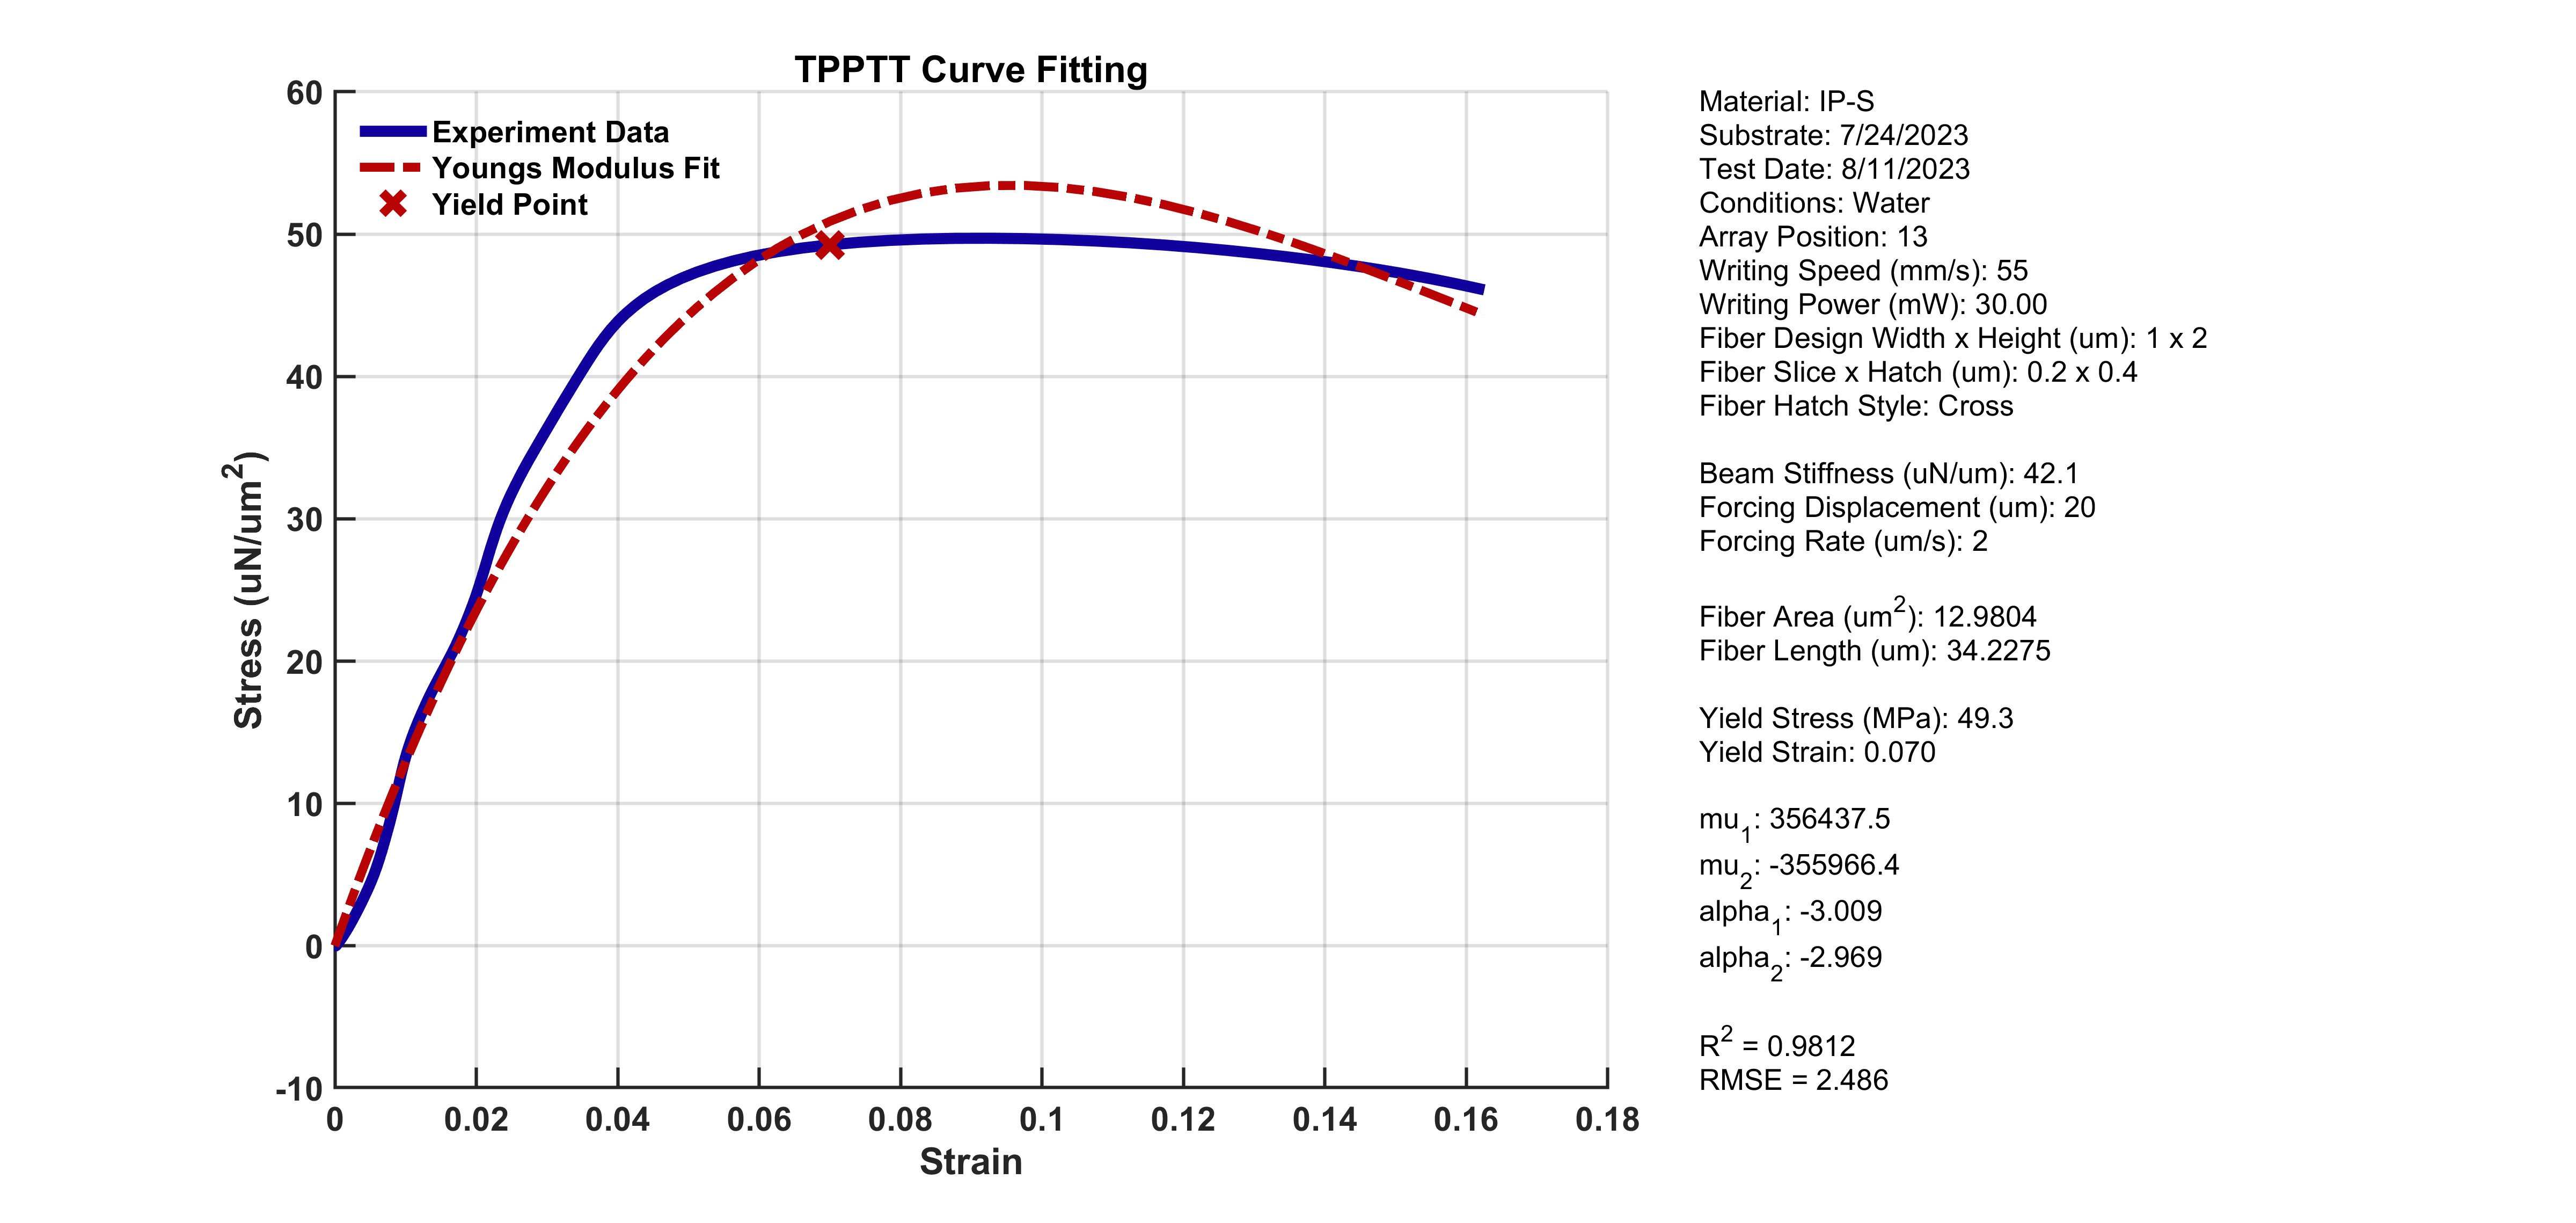 TPPTT Curve Fitting
60
50
40
30
20
10
0
-10
Stress (uN/um²)
Experiment Data
Youngs Modulus Fit
Yield Point
0 0.02 0.04 0.06 0.08 0.1 0.12 0.14 0.16 0.18
Strain
Material: IP-S
Substrate: 7/24/2023
Test Date: 8/11/2023
Conditions: Water
Array Position: 13
Writing Speed (mm/s): 55
Writing Power (mW): 30.00
Fiber Design Width x Height (um): 1 x 2
Fiber Slice x Hatch (um): 0.2 x 0.4
Fiber Hatch Style: Cross
Beam Stiffness (uN/um): 42.1
Forcing Displacement (um): 20
Forcing Rate (um/s): 2
Fiber Area (um²): 12.9804
Fiber Length (um): 34.2275
Yield Stress (MPa): 49.3
Yield Strain: 0.070
mu₁: 356437.5
mu₂: -355966.4
alpha₁: -3.009
alpha₂: -2.969
R² = 0.9812
RMSE = 2.486